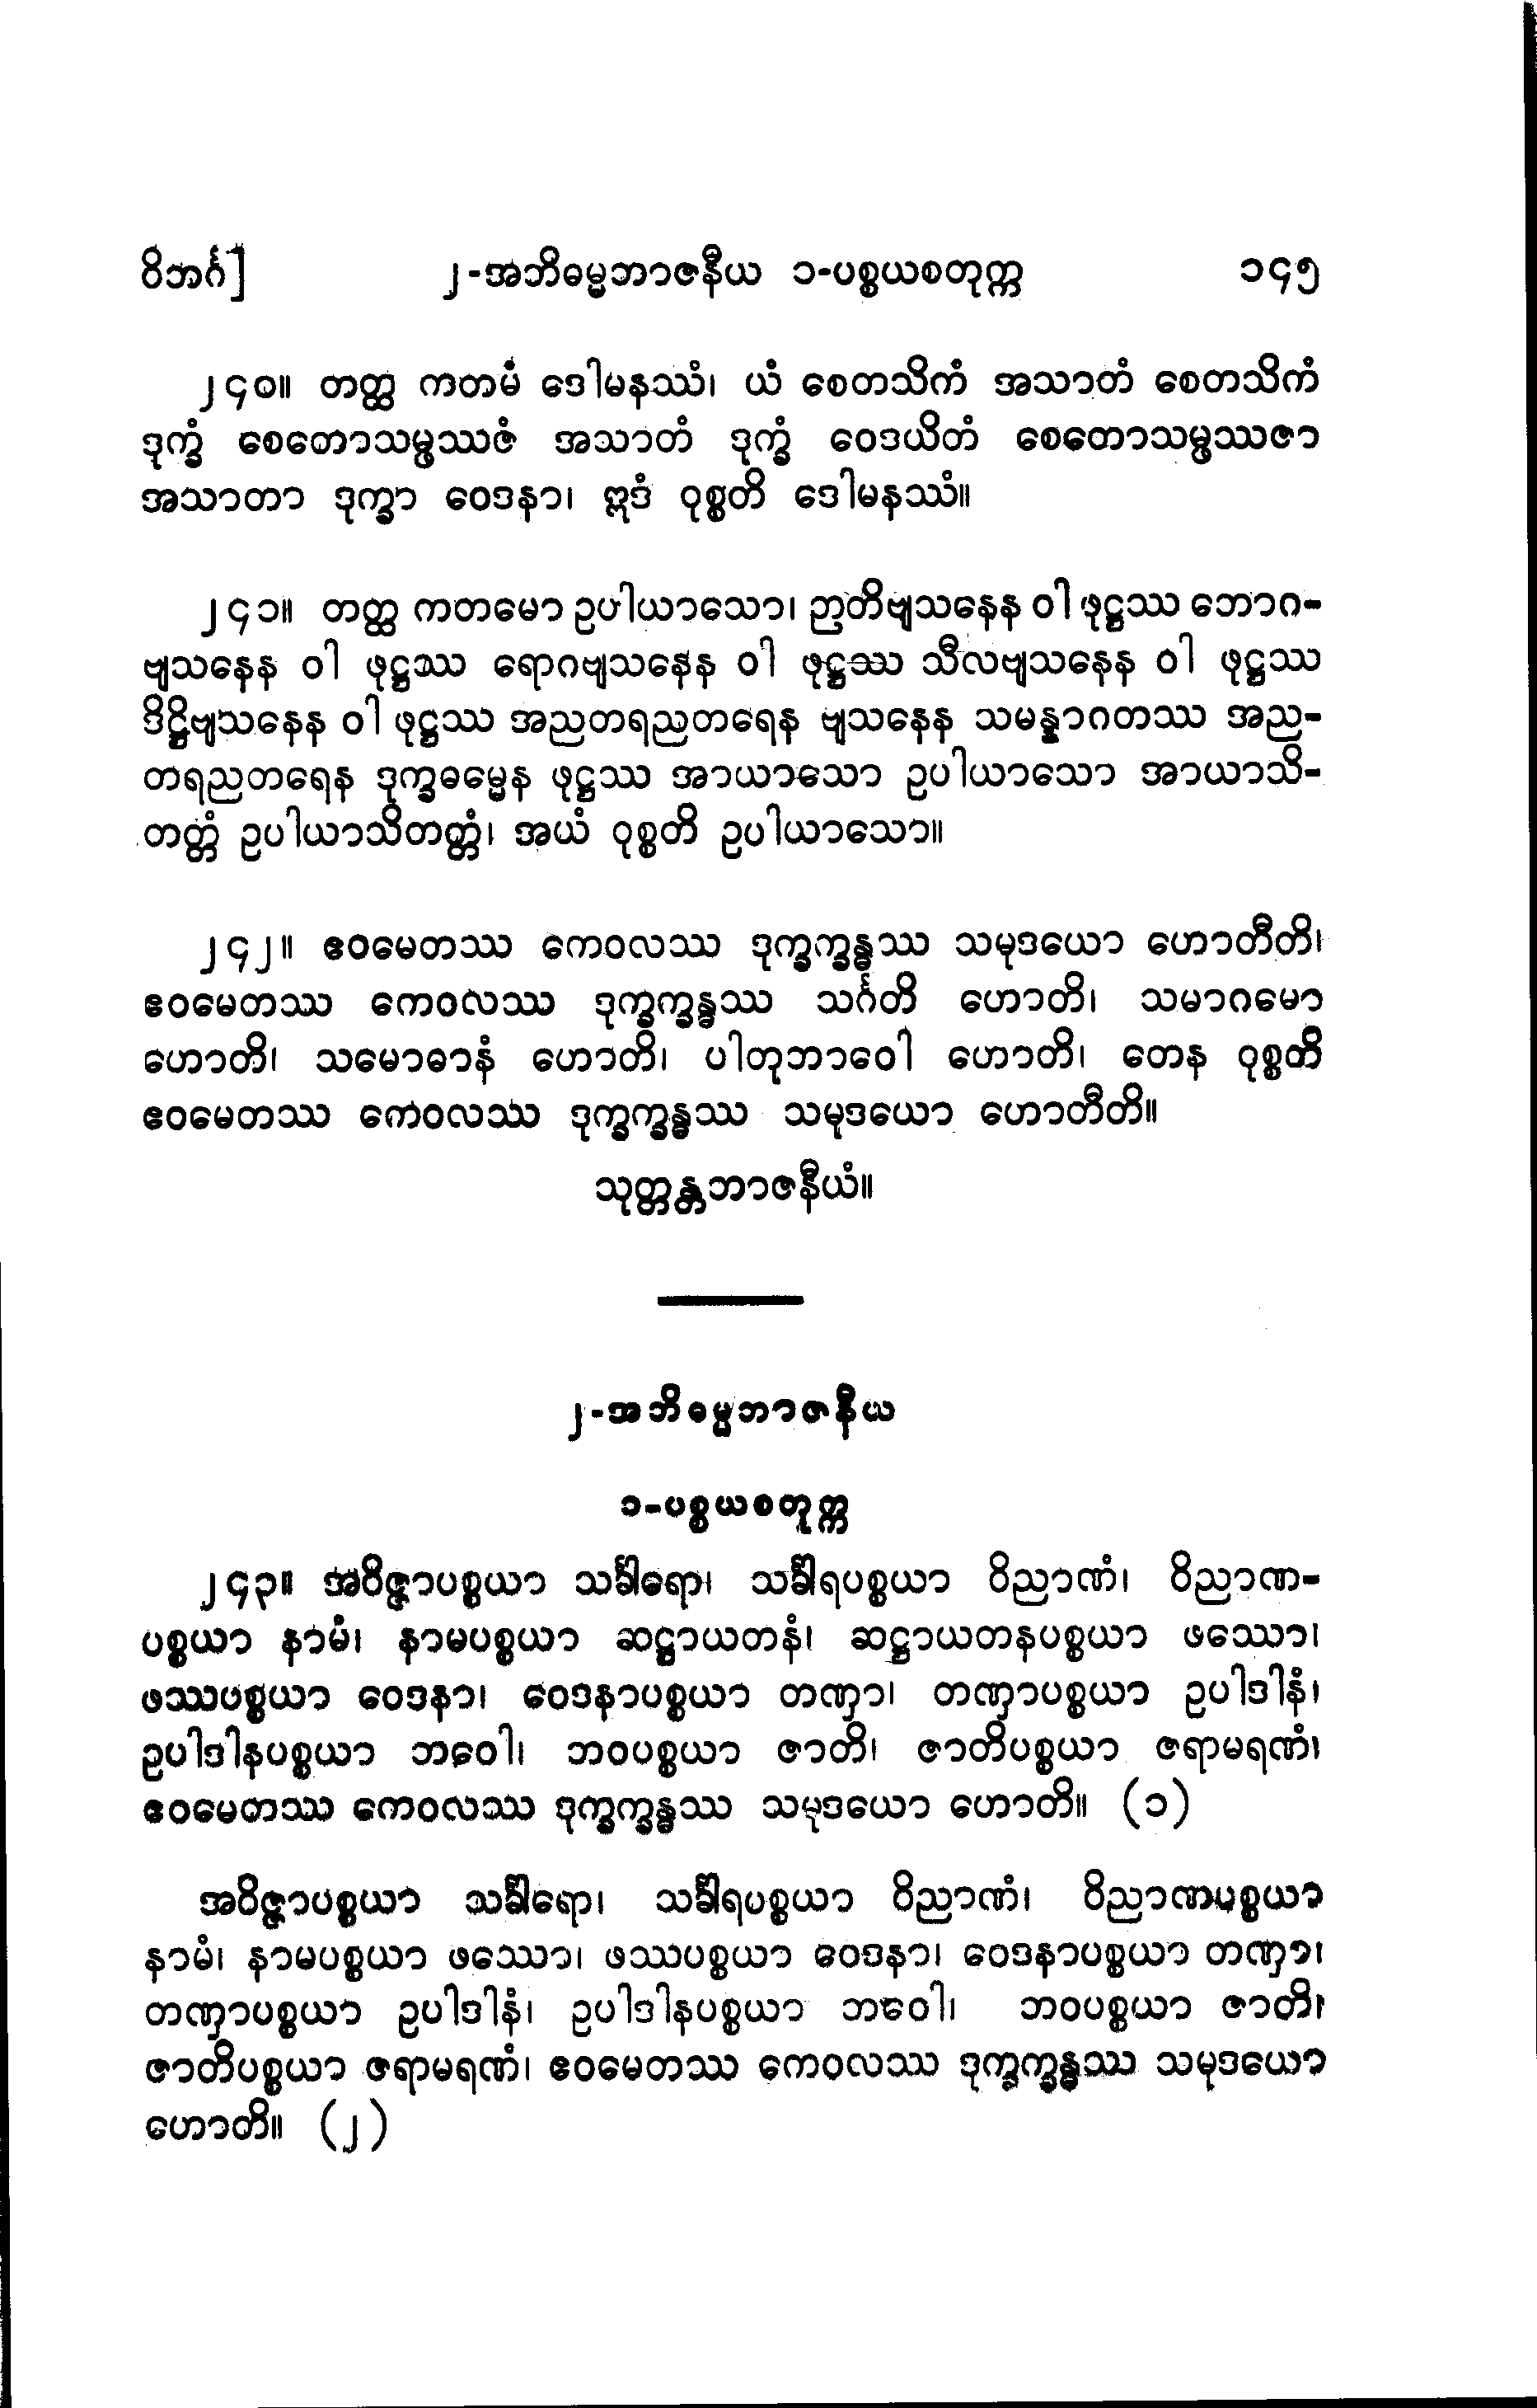 ဝိဘင်္ဂ] ၂-အဘိဓမ္မဘာဇနီယ ၁-ပစ္စယစတုက္က ၁၄၅
၂၄၀။ တတ္ထ ကတမံ ဒေါမနဿံ၊ ယံ စေတသိကံ အသာတံ စေတသိကံ
ဒုက္ခံ စေတောသမ္ဖဿဇံ အသာတံ ဒုက္ခံ ဝေဒယိတံ စေတောသမ္ဖဿဇာ
အသာတာ ဒုက္ခာ ဝေဒနာ၊ ဣဒံ ဝုစ္စတိ ဒေါမနဿံ။
၂၄၁။ တတ္ထ ကတမော ဥပါယာသော၊ ဉာတိဗျသနေန ဝါ ဖုဋ္ဌဿ ဘောဂ-
ဗျသနေန ဝါ ဖုဋ္ဌဿ ရောဂဗျသနေန ဝါ ဖုဋ္ဌဿ သီလဗျသနေန ဝါ ဖုဋ္ဌဿ
ဒိဋ္ဌိဗျသနေန ဝါ ဖုဋ္ဌဿ အညတရညတရေန ဗျသနေန သမန္နာဂတဿ အည-
တရညတရေန ဒုက္ခဓမ္မေန ဖုဋ္ဌဿ အာယာသော ဥပါယာသော အာယာသိ-
တတ္တံ ဥပါယာသိတတ္တံ၊ အယံ ဝုစ္စတိ ဥပါယာသော။
၂၄၂။ ဧဝမေတဿ ကေဝလဿ ဒုက္ခက္ခန္ဓဿ သမုဒယော ဟောတီတိ၊
ဧဝမေတဿ ကေဝလဿ ဒုက္ခက္ခန္ဓဿ သင်္ဂတိ ဟောတိ၊ သမာဂမော
ဟောတိ၊ သမောဓာနံ ဟောတိ၊ ပါတုဘာဝေါ ဟောတိ၊ တေန ဝုစ္စတိ
ဧဝမေတဿ ကေဝလဿ ဒုက္ခက္ခန္ဓဿ သမုဒယော ဟောတီတိ။
သုတ္တန္တဘာဇနီယံ။
၂-အဘိဓမ္မဘာဇနီယ
၁-ပစ္စယစတုက္က
၂၄၃။ အဝိဇ္ဇာပစ္စယာ သင်္ခါရော၊ သင်္ခါရပစ္စယာ ဝိညာဏံ၊ ဝိညာဏ-
ပစ္စယာ နာမံ၊ နာမပစ္စယာ ဆဋ္ဌာယတနံ၊ ဆဋ္ဌာယတနပစ္စယာ ဖဿော၊
ဖဿပစ္စယာ ဝေဒနာ၊ ဝေဒနာပစ္စယာ တဏှာ၊ တဏှာပစ္စယာ ဥပါဒါနံ၊
ဥပါဒါနပစ္စယာ ဘဝေါ၊ ဘဝပစ္စယာ ဇာတိ၊ ဇာတိပစ္စယာ ဇရာမရဏံ၊
ဧဝမေတဿ ကေဝလဿ ဒုက္ခက္ခန္ဓဿ သမုဒယော ဟောတိ။ (၁)
အဝိဇ္ဇာပစ္စယာ သင်္ခါရော၊ သင်္ခါရပစ္စယာ ဝိညာဏံ၊ ဝိညာဏပစ္စယာ
နာမံ၊ နာမပစ္စယာ ဖဿော၊ ဖဿပစ္စယာ ဝေဒနာ၊ ဝေဒနာပစ္စယာ တဏှာ၊
တဏှာပစ္စယာ ဥပါဒါနံ၊ ဥပါဒါနပစ္စယာ ဘဝေါ၊ ဘဝပစ္စယာ ဇာတိ၊
ဇာတိပစ္စယာ ဇရာမရဏံ၊ ဧဝမေတဿ ကေဝလဿ ဒုက္ခက္ခန္ဓဿ သမုဒယော
ဟောတိ။ (၂)